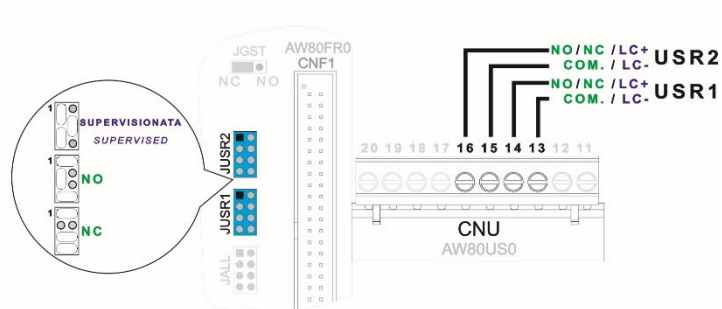 JGST
NC NO
AW80FR0
CNF1
NO/NC /LC+
COM. / LC-
USR2
NO/NC /LC+
COM. / LC-
USR1
1
SUPERVISIONATA
SUPERVISED
1
NO
1
NC
JUSR2
JUSR1
JALL
20 19 18 17 16 15 14 13 12 11
CNU
AW80US0